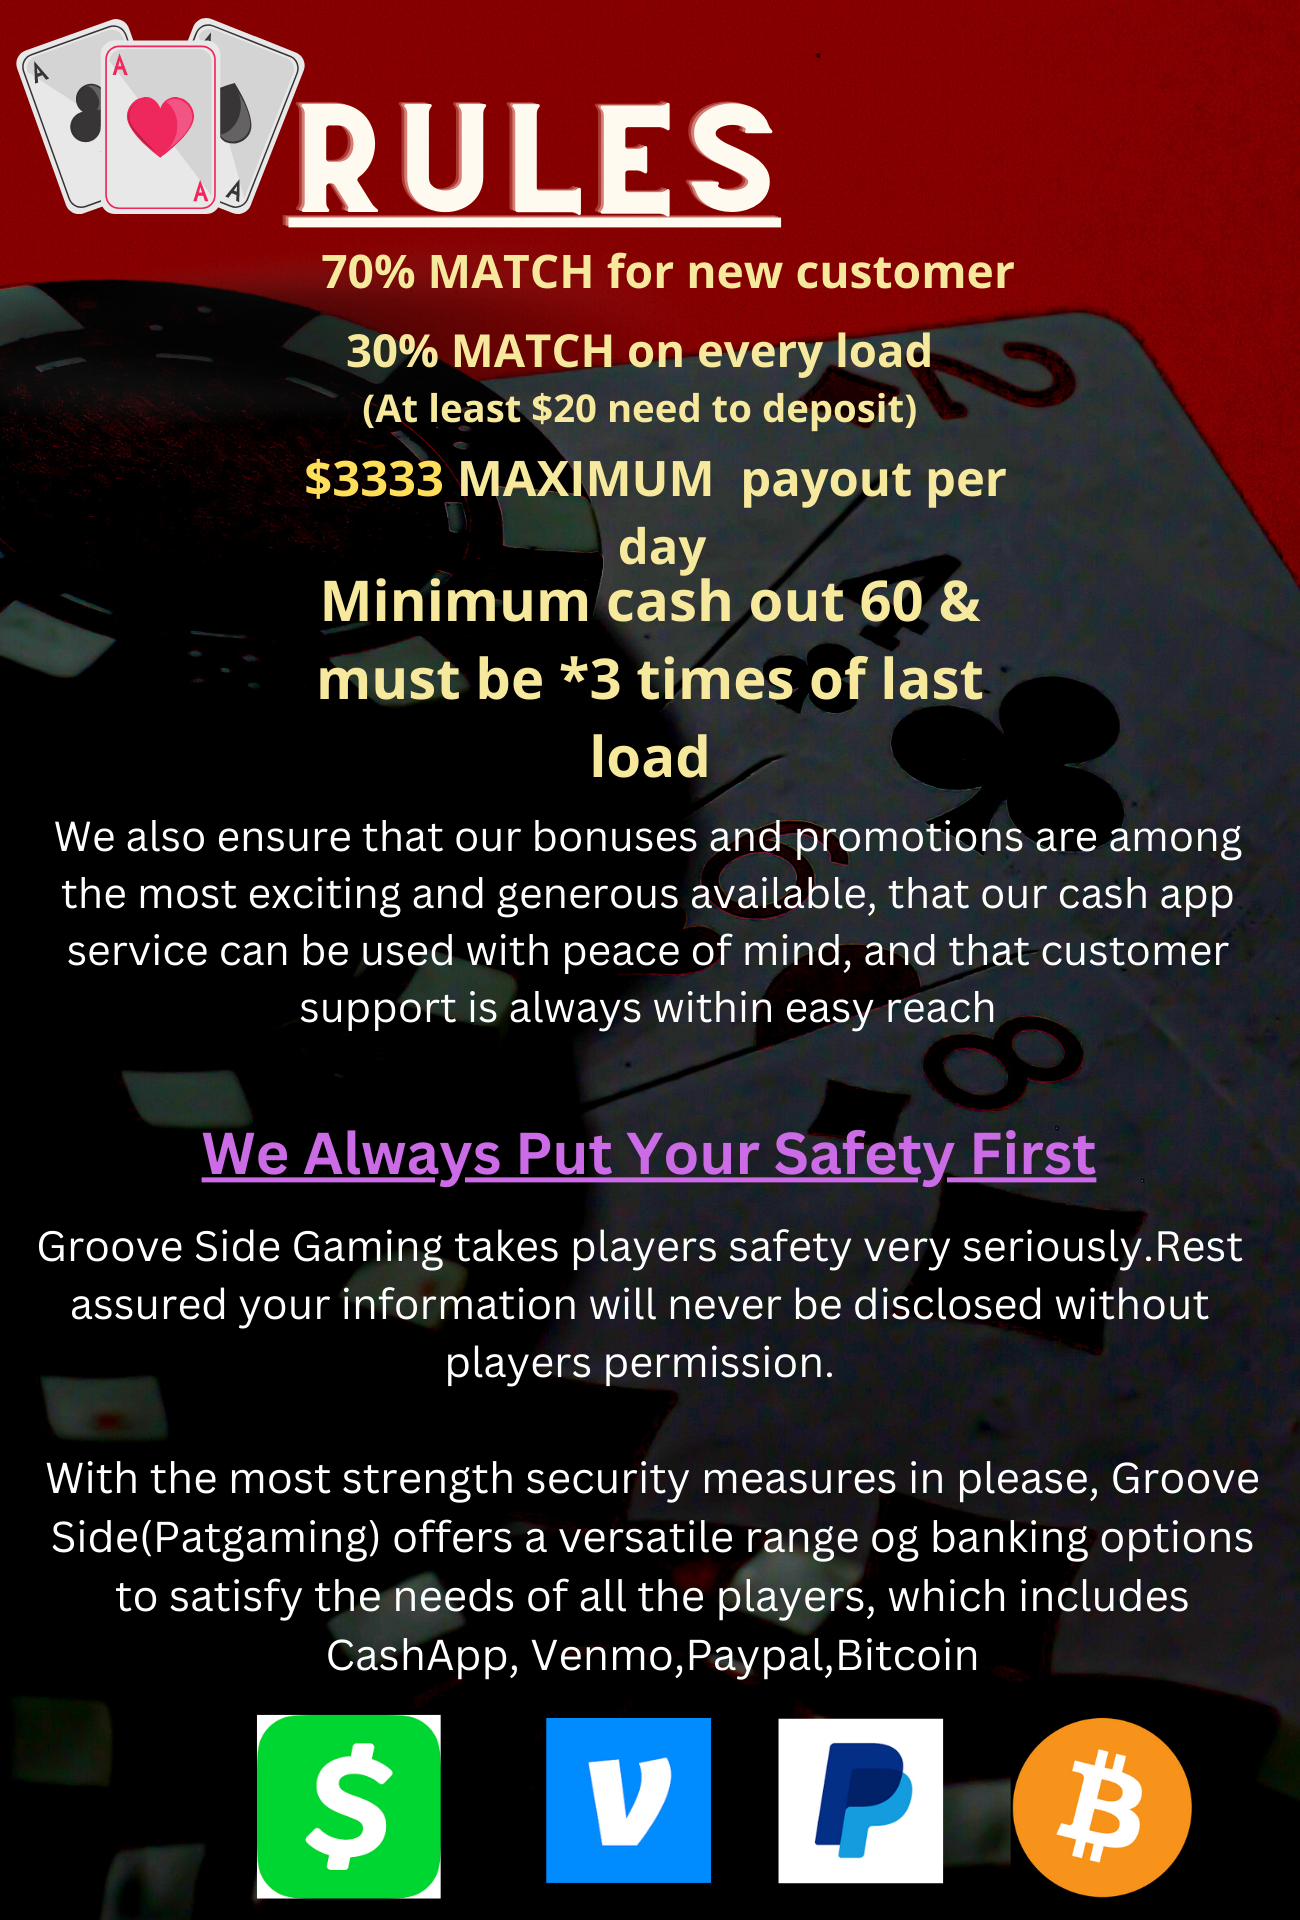 RULES
70% MATCH for new customer
30% MATCH on every load
(At least $20 need to deposit)
$3333 MAXIMUM payout per
day
Minimum cash out 60 &
must be *3 times of last
load
We also ensure that our bonuses and promotions are among
the most exciting and generous available, that our cash app
service can be used with peace of mind, and that customer
support is always within easy reach
We Always Put Your Safety First
Groove Side Gaming takes players safety very seriously.Rest
assured your information will never be disclosed without
players permission.
With the most strength security measures in please, Groove
Side(Patgaming) offers a versatile range og banking options
to satisfy the needs of all the players, which includes
CashApp, Venmo,Paypal,Bitcoin